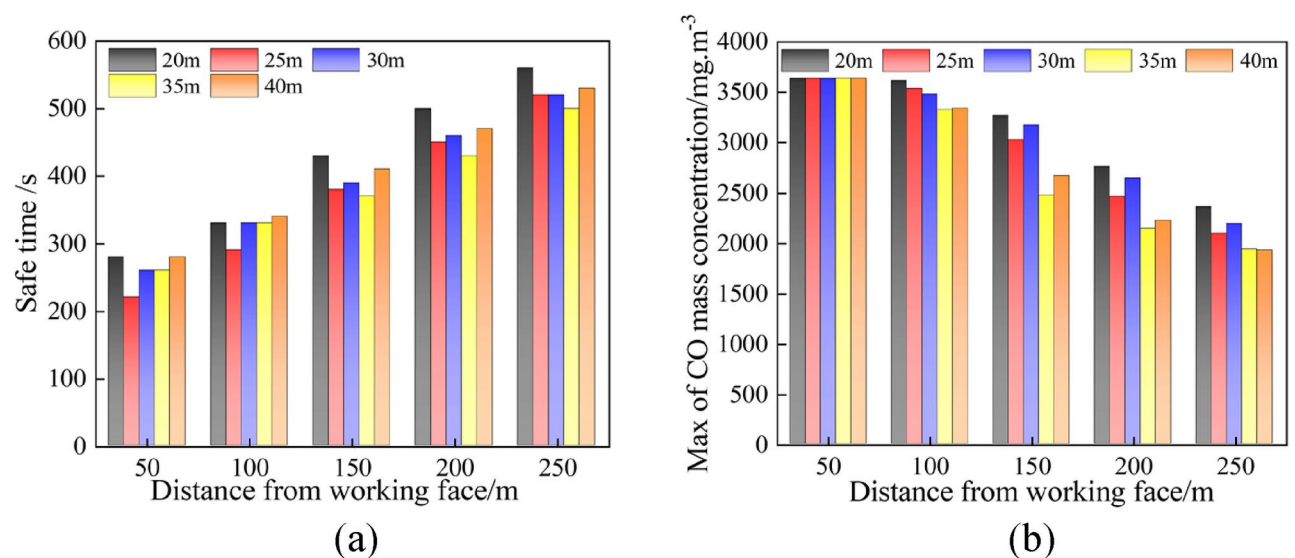 Safe time /s
600
500
400
300
200
100
0
20m 25m 30m
35m 40m
50 100 150 200 250
Distance from working face/m
(a)
Max of CO mass concentration/mg.m-3
4000
3500
3000
2500
2000
1500
1000
500
0
20m 25m 30m 35m 40m
50 100 150 200 250
Distance from working face/m
(b)